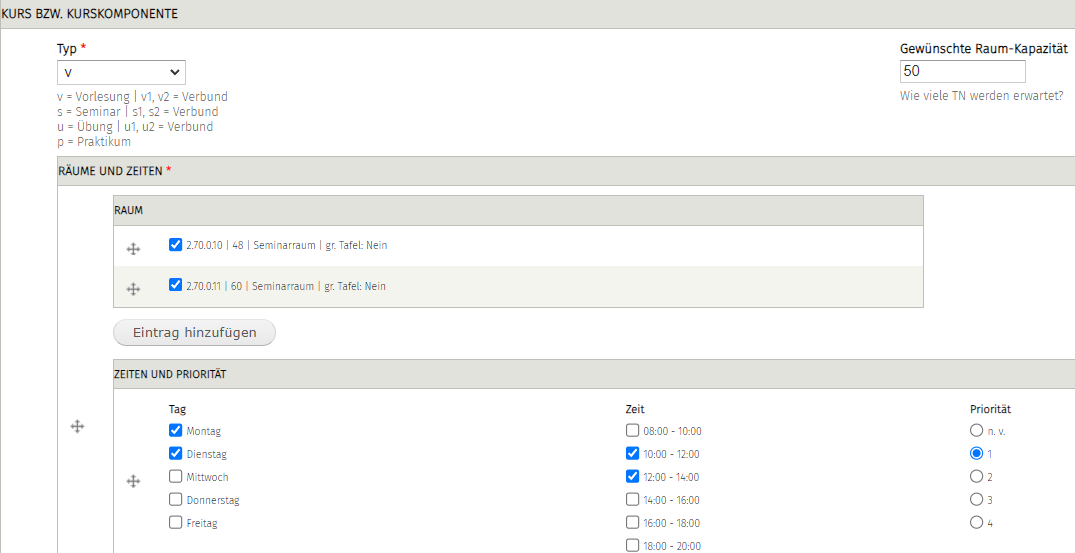 KURS BZW. KURSKOMPONENTE
Typ *
v
v = Vorlesung | v1, v2 = Verbund
s = Seminar | s1, s2 = Verbund
u = Übung | u1, u2 = Verbund
p = Praktikum
Gewünschte Raum-Kapazität
50
Wie viele TN werden erwartet?
RÄUME UND ZEITEN *
RAUM
2.70.0.10 | 48 | Seminarraum | gr. Tafel: Nein
2.70.0.11 | 60 | Seminarraum | gr. Tafel: Nein
Eintrag hinzufügen
ZEITEN UND PRIORITÄT
Tag
Montag
Dienstag
Mittwoch
Donnerstag
Freitag
Zeit
08:00 - 10:00
10:00 - 12:00
12:00 - 14:00
14:00 - 16:00
16:00 - 18:00
18:00 - 20:00
Priorität
n. v.
1
2
3
4